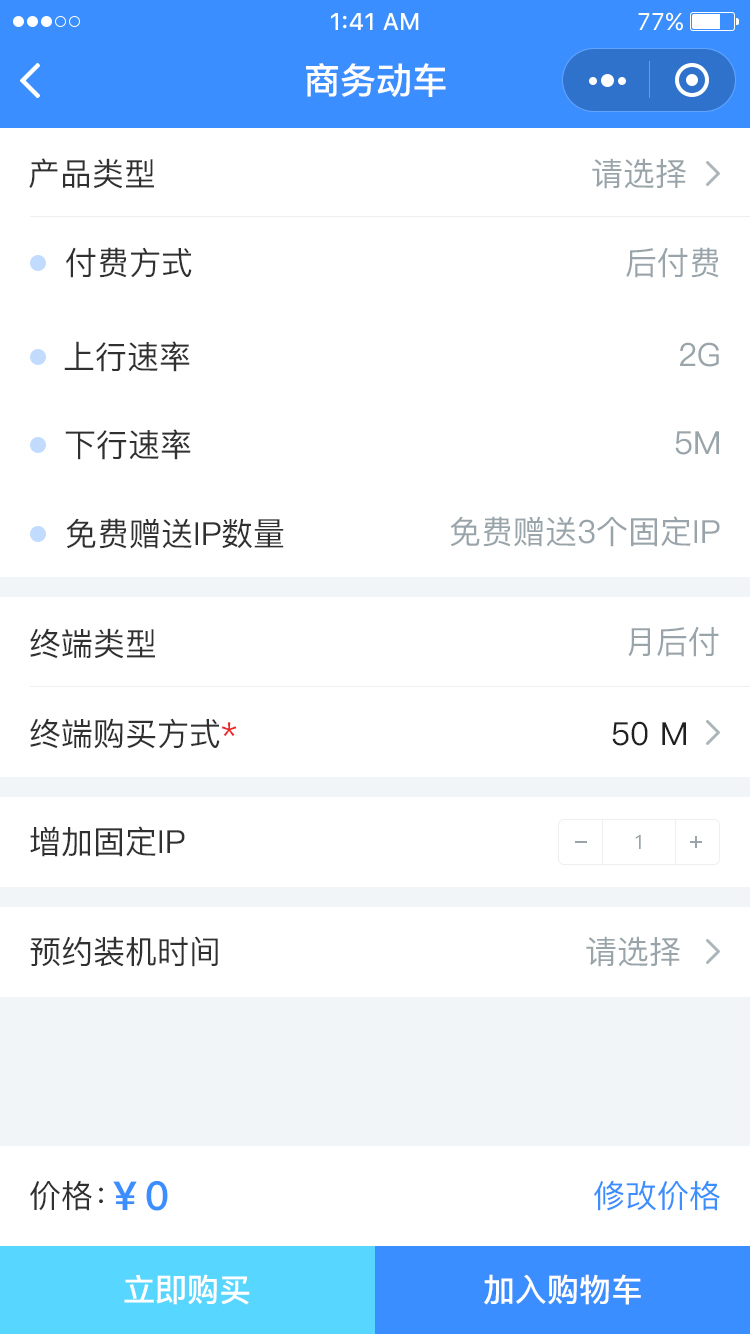 1:41 AM 77%
商务动车
产品类型 请选择
付费方式 后付费
上行速率 2G
下行速率 5M
免费赠送IP数量 免费赠送3个固定IP
终端类型 月后付
终端购买方式* 50 M
增加固定IP − 1 +
预约装机时间 请选择
价格:¥0 修改价格
立即购买 加入购物车